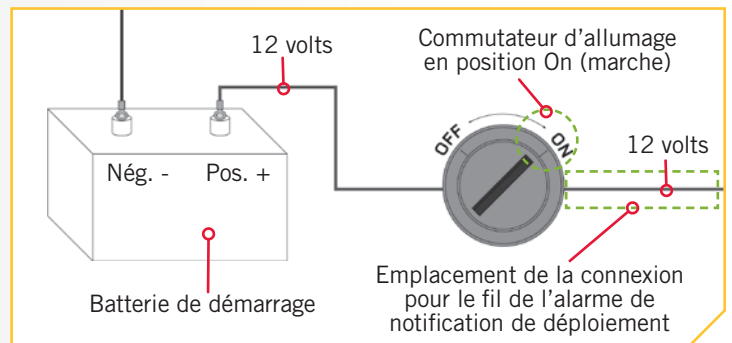 12 volts
Commutateur d'allumage
en position On (marche)
OFF
ON
12 volts
Nég. -
Pos. +
Batterie de démarrage
Emplacement de la connexion
pour le fil de l'alarme de
notification de déploiement